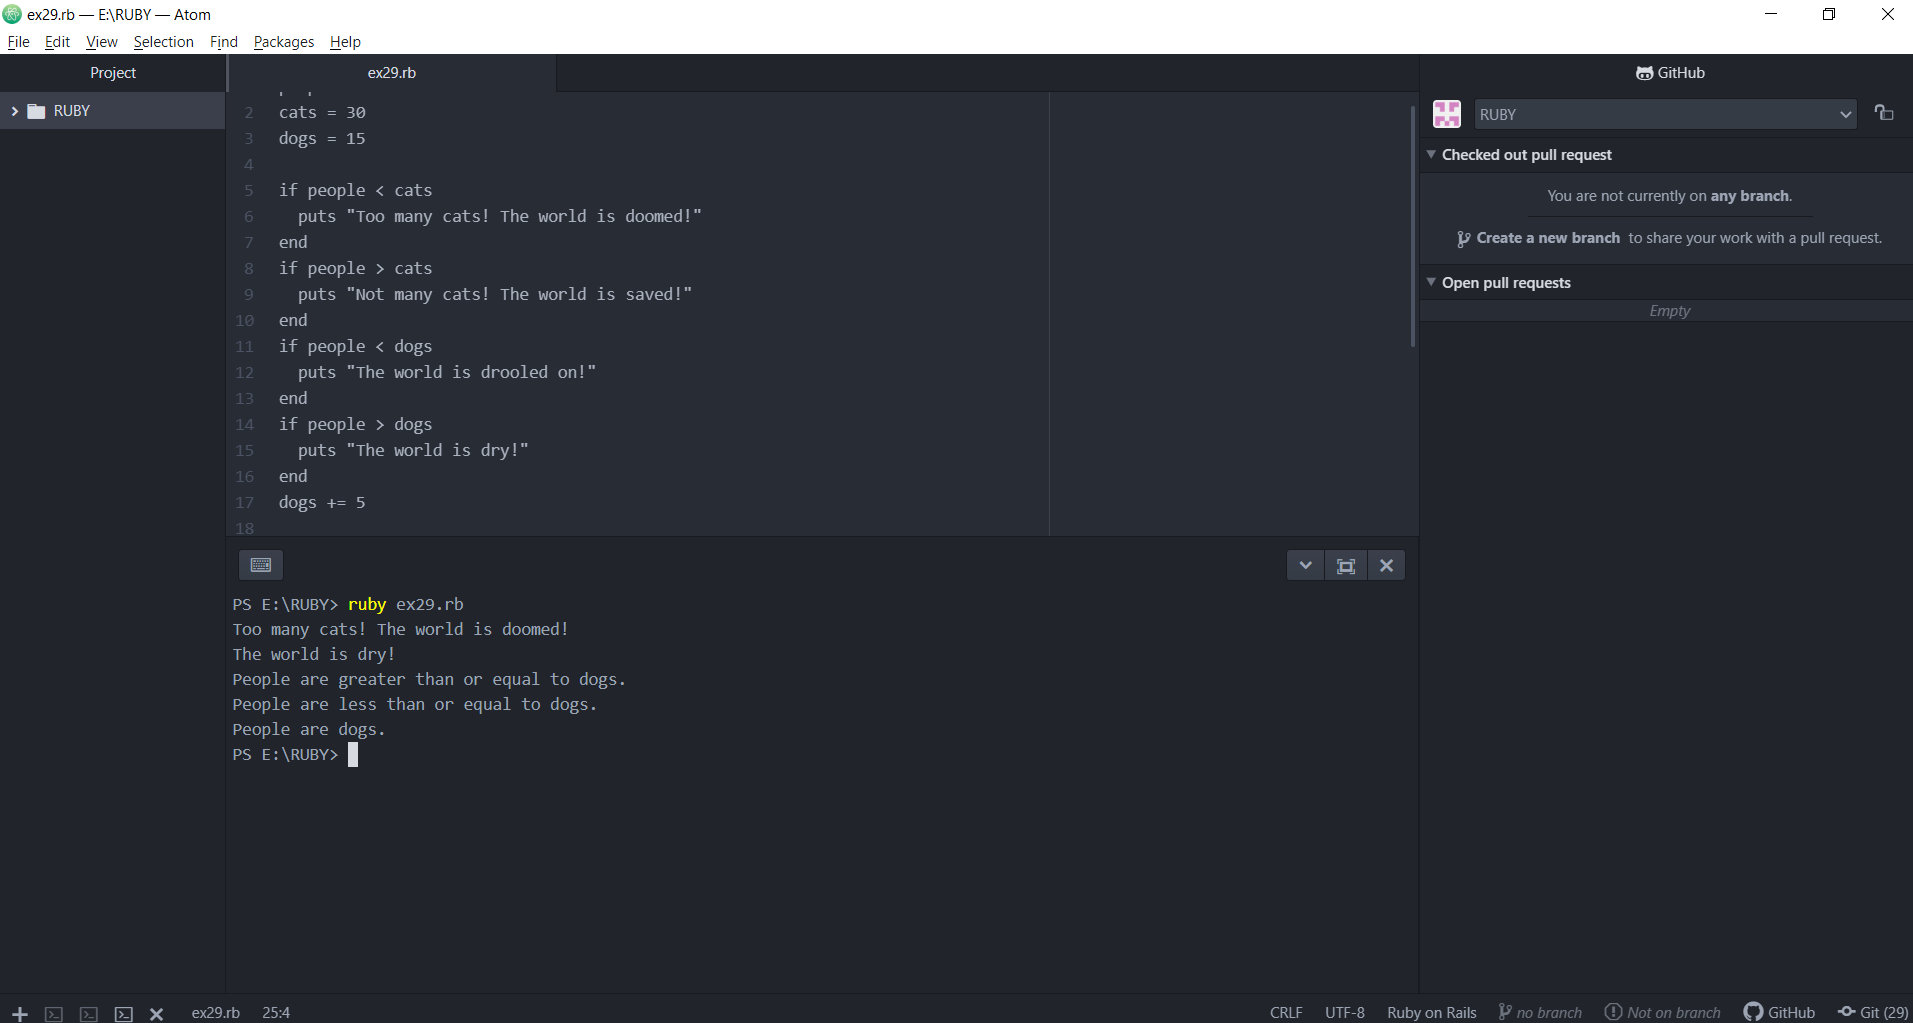 ex29.rb — E:\RUBY — Atom
File Edit View Selection Find Packages Help
Project
RUBY
ex29.rb
2 cats = 30
3 dogs = 15
4
5 if people < cats
6 puts "Too many cats! The world is doomed!"
7 end
8 if people > cats
9 puts "Not many cats! The world is saved!"
10 end
11 if people < dogs
12 puts "The world is drooled on!"
13 end
14 if people > dogs
15 puts "The world is dry!"
16 end
17 dogs += 5
18
PS E:\RUBY> ruby ex29.rb
Too many cats! The world is doomed!
The world is dry!
People are greater than or equal to dogs.
People are less than or equal to dogs.
People are dogs.
PS E:\RUBY>
GitHub
RUBY
Checked out pull request
You are not currently on any branch.
Create a new branch to share your work with a pull request.
Open pull requests
Empty
ex29.rb 25:4 CRLF UTF-8 Ruby on Rails no branch Not on branch GitHub Git (29)